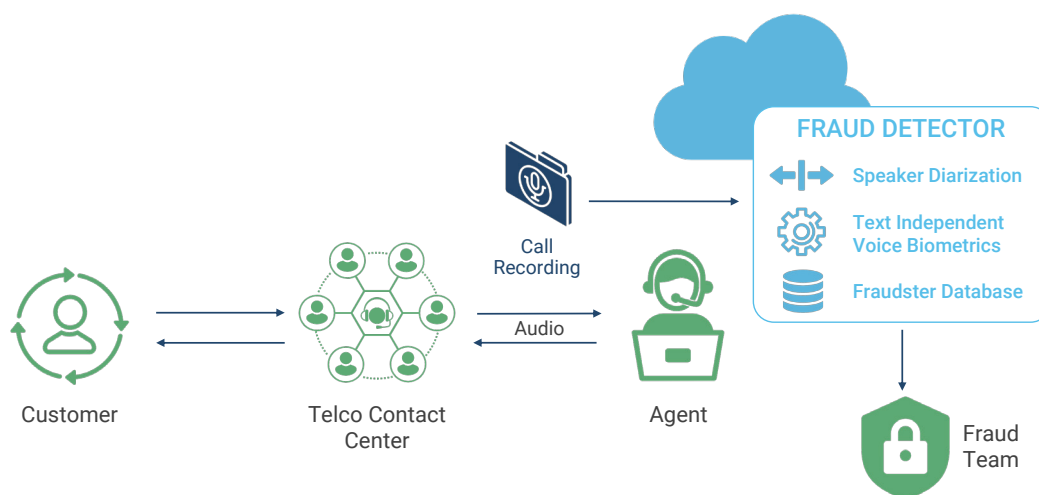 FRAUD DETECTOR
Speaker Diarization
Text Independent
Voice Biometrics
Fraudster Database
Call
Recording
Audio
Customer
Telco Contact
Center
Agent
Fraud
Team